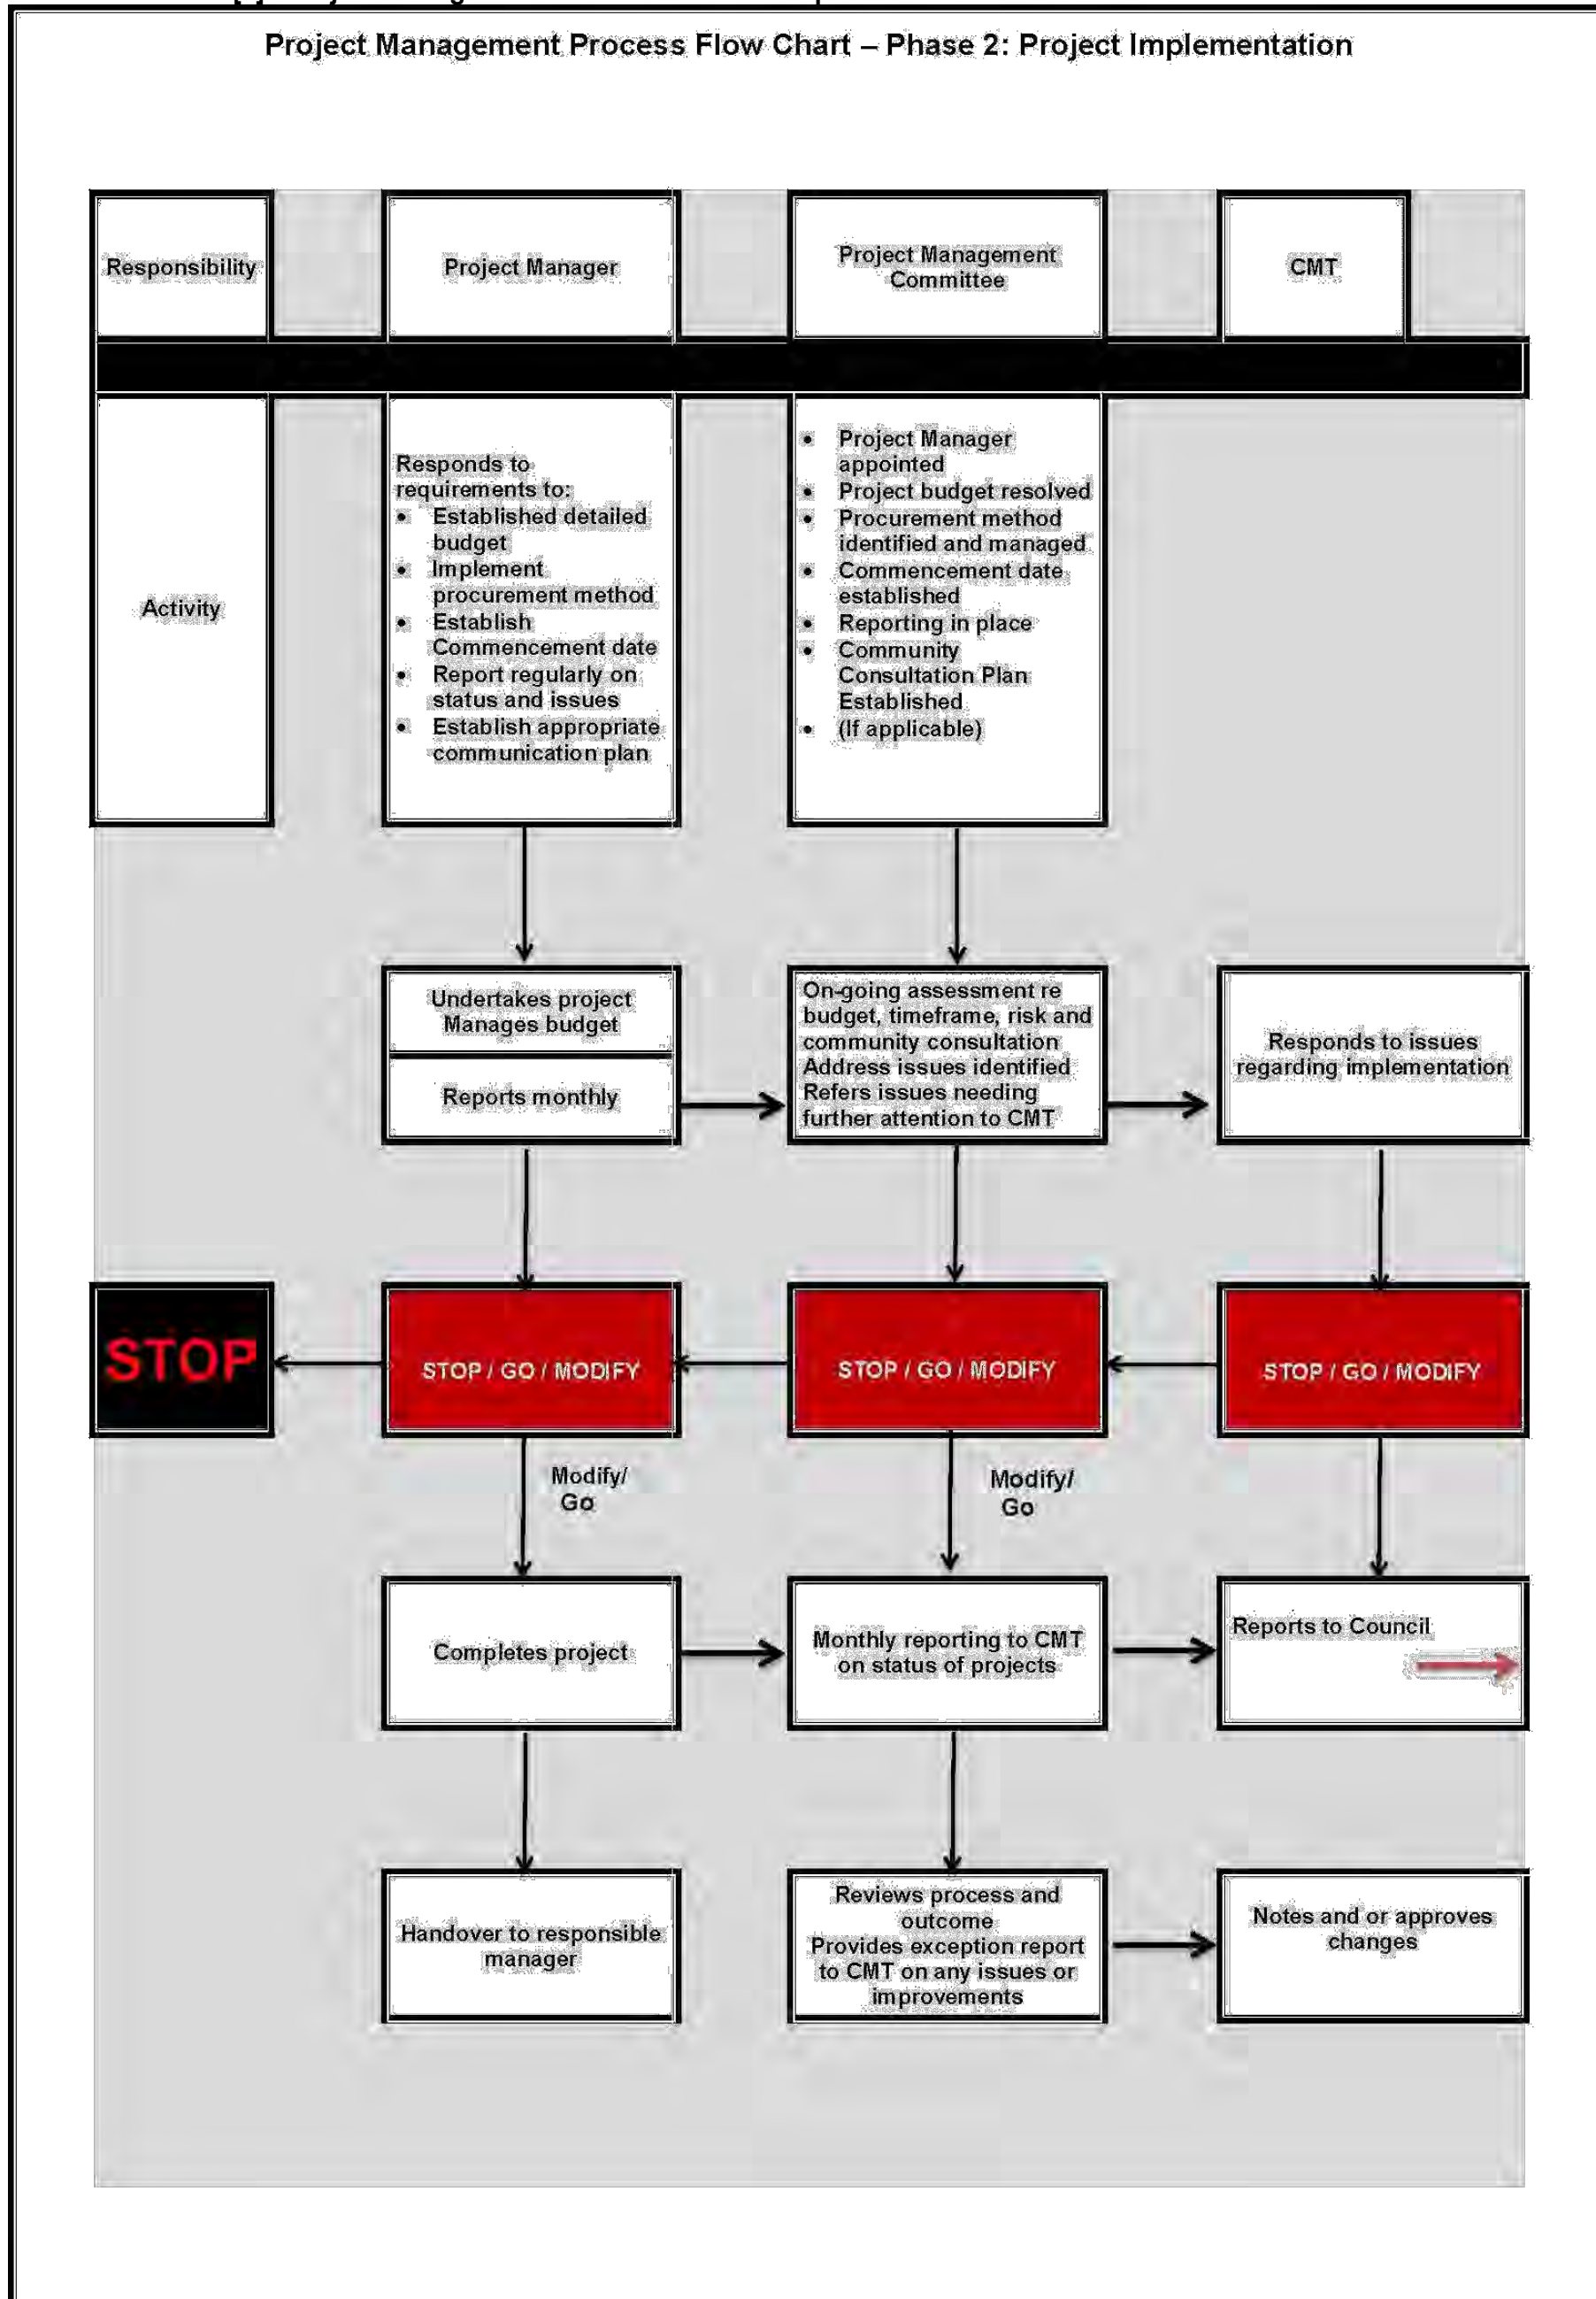 Project Management Process Flow Chart – Phase 2: Project Implementation
Responsibility
Project Manager
Project Management
Committee
CMT
Activity
Responds to
requirements to:
• Established detailed
budget
• Implement
procurement method
• Establish
Commencement date
• Report regularly on
status and issues
• Establish appropriate
communication plan
• Project Manager
appointed
• Project budget resolved
• Procurement method
identified and managed
• Commencement date
established
• Reporting in place
• Community
Consultation Plan
Established
• (If applicable)
Undertakes project
Manages budget
Reports monthly
On-going assessment re
budget, timeframe, risk and
community consultation
Address issues identified
Refers issues needing
further attention to CMT
Responds to issues
regarding implementation
STOP
STOP / GO / MODIFY
STOP / GO / MODIFY
STOP / GO / MODIFY
Modify/
Go
Modify/
Go
Completes project
Monthly reporting to CMT
on status of projects
Reports to Council
Handover to responsible
manager
Reviews process and
outcome
Provides exception report
to CMT on any issues or
improvements
Notes and or approves
changes